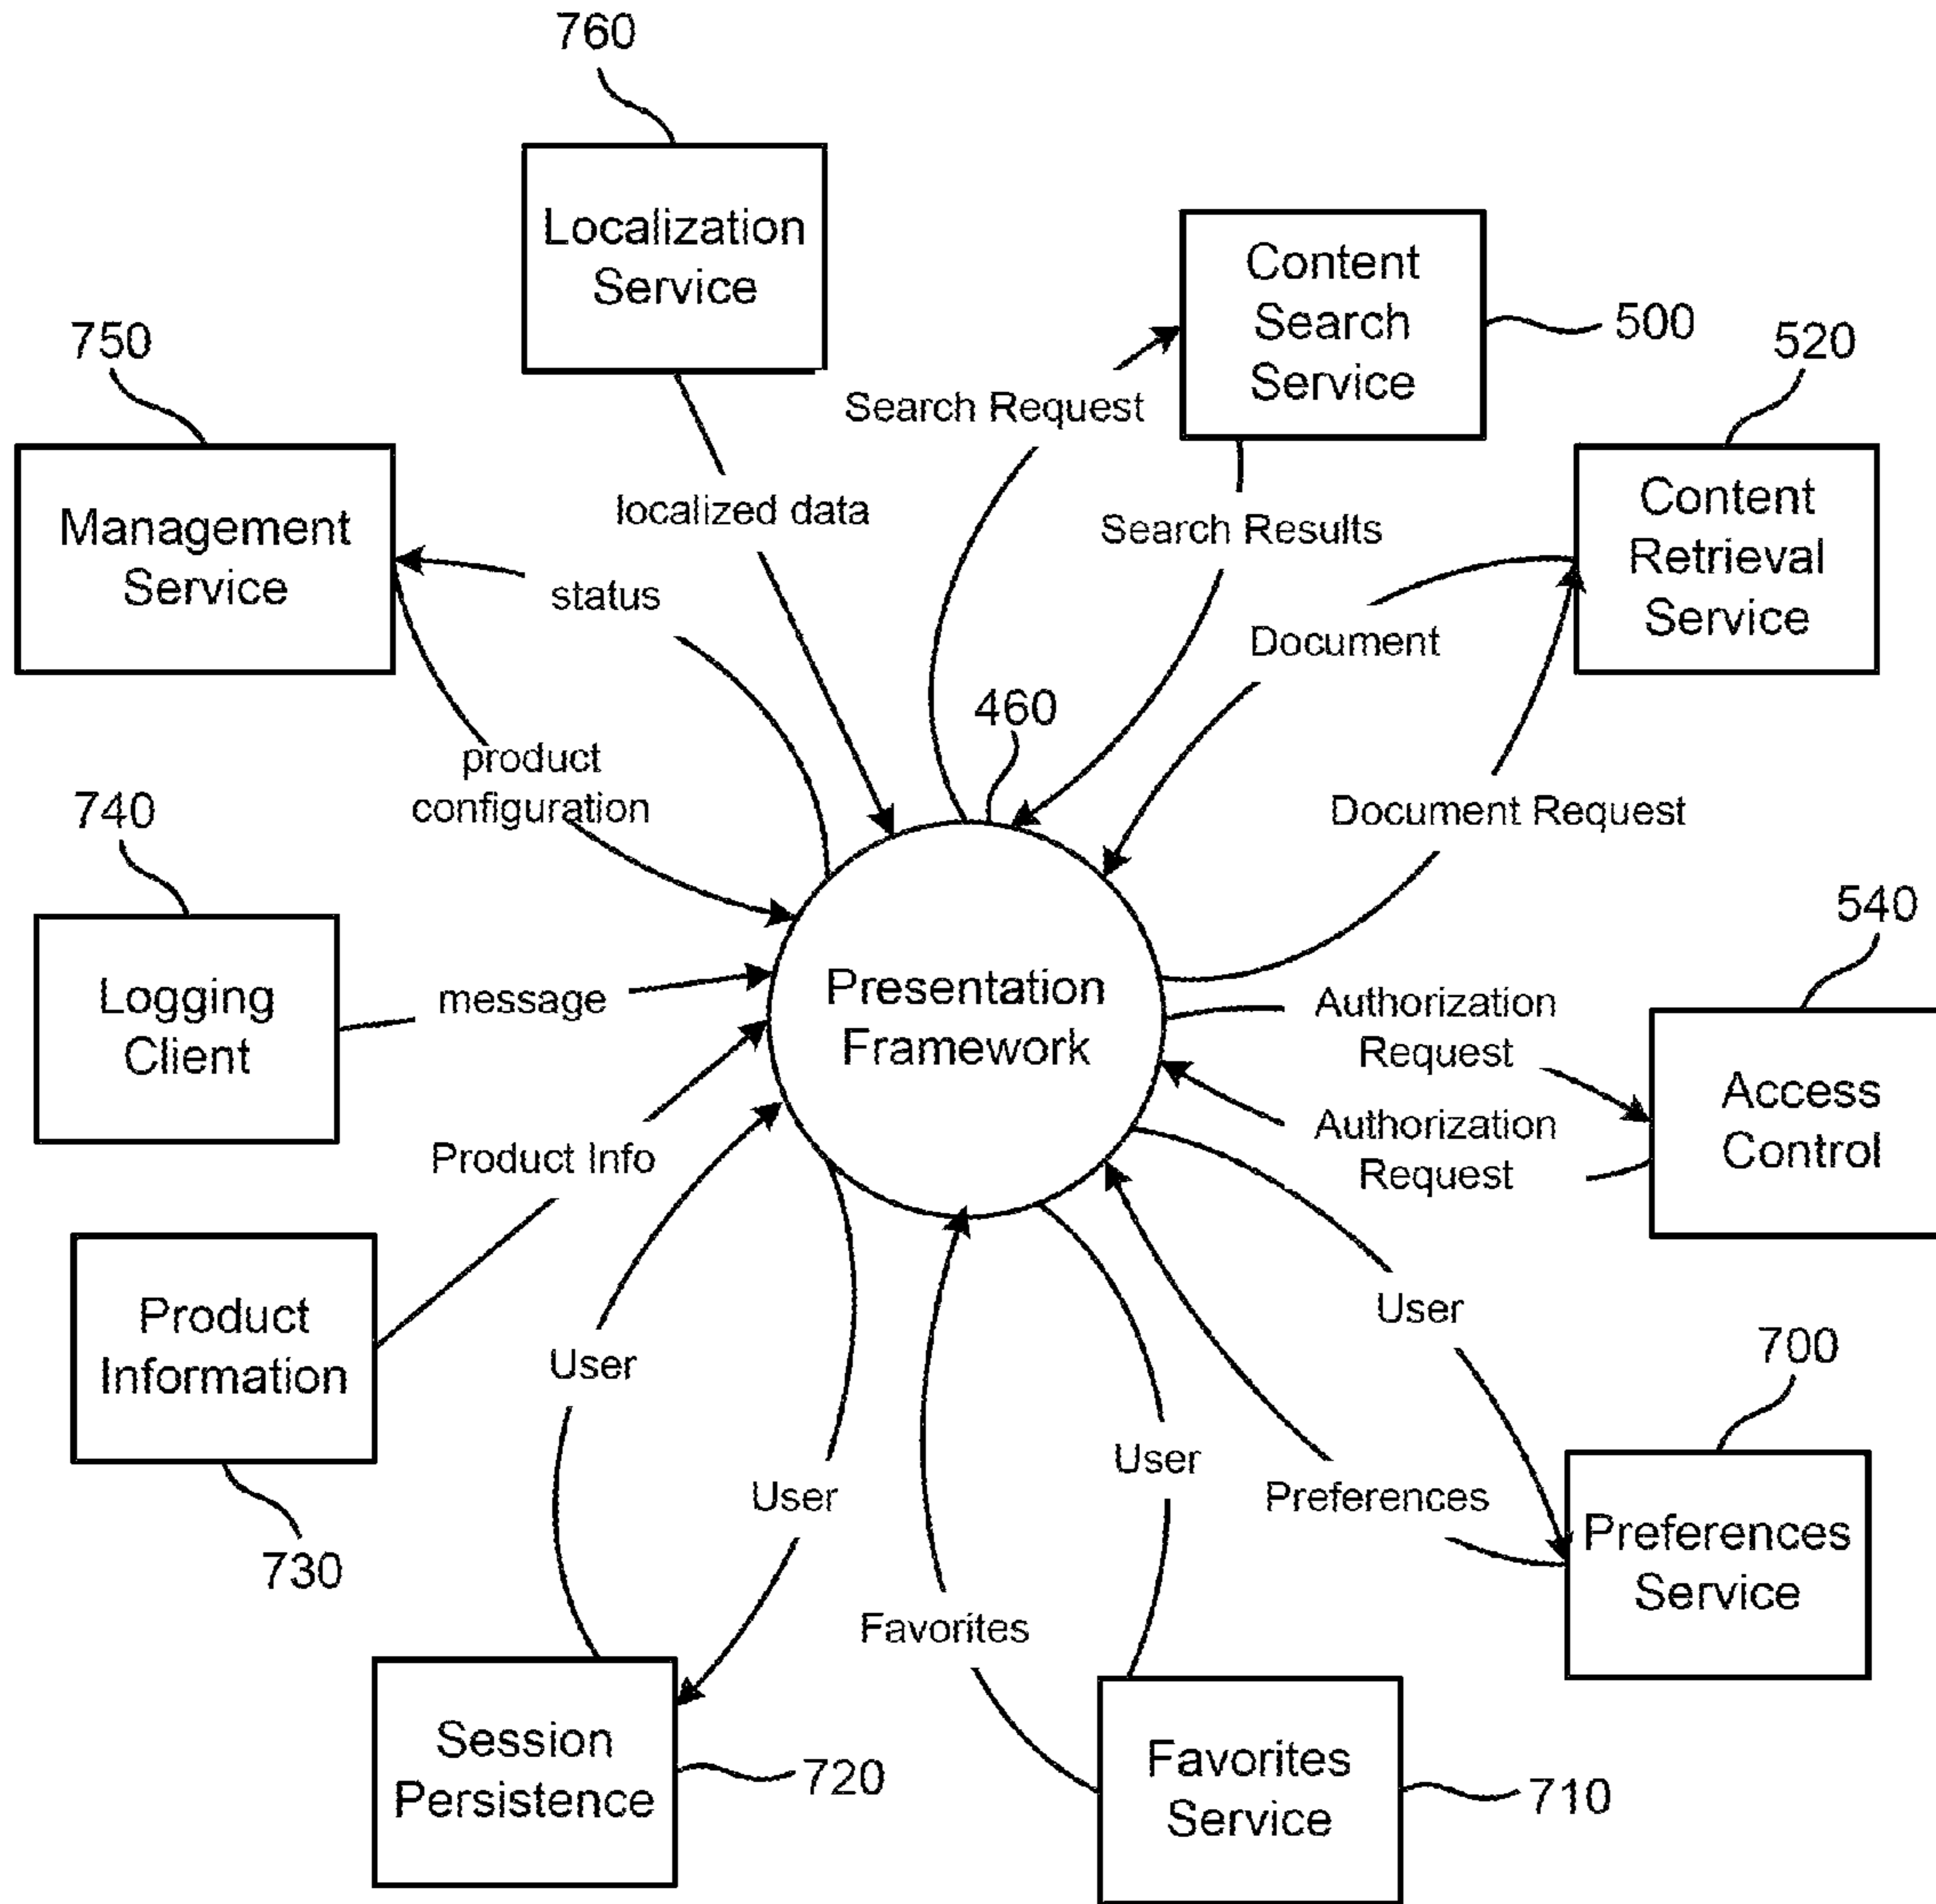 760
Localization
Service
Content
Search
Service
500
520
750
Search Request
Management
Service
localized data
Search Results
Content
Retrieval
Service
status
Document
460
product
configuration
Document Request
740
540
Logging
Client
message
Presentation
Framework
Authorization
Request
Access
Control
Authorization
Request
Product Info
User
Product
Information
User
700
User
User
Preferences
Preferences
Service
730
Favorites
Session
Persistence
720
Favorites
Service
710